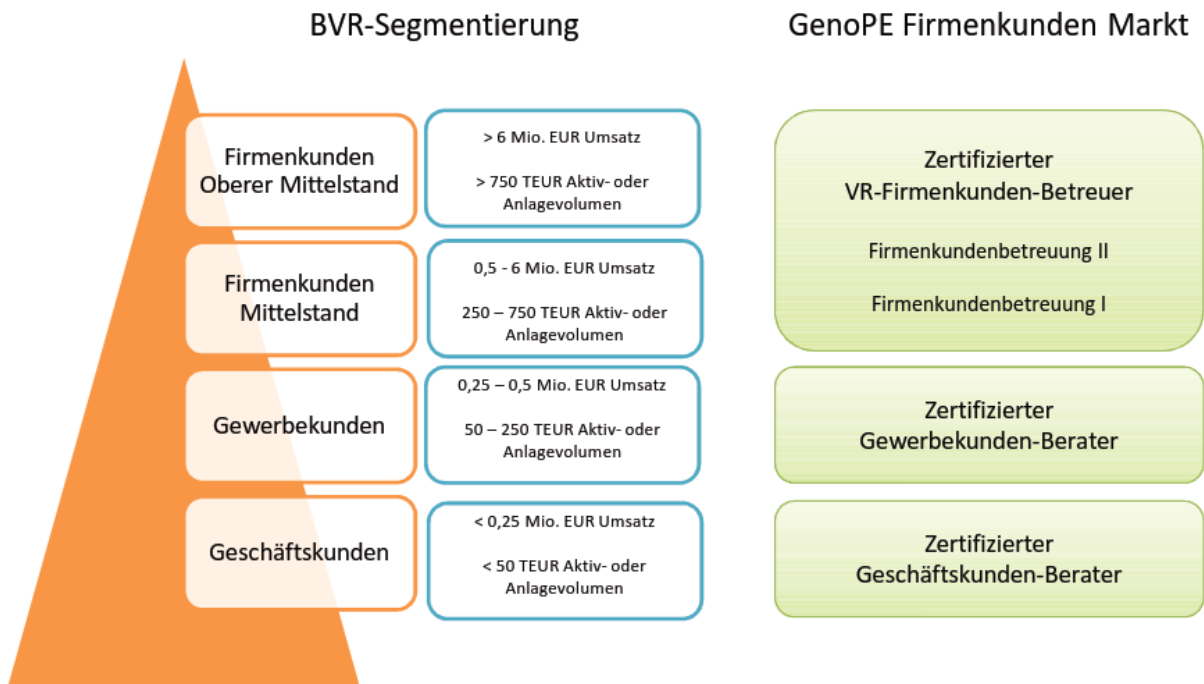 BVR-Segmentierung
GenoPE Firmenkunden Markt
Firmenkunden
Oberer Mittelstand
> 6 Mio. EUR Umsatz
> 750 TEUR Aktiv- oder
Anlagevolumen
Zertifizierter
VR-Firmenkunden-Betreuer
Firmenkundenbetreuung II
Firmenkundenbetreuung I
Firmenkunden
Mittelstand
0,5 - 6 Mio. EUR Umsatz
250 – 750 TEUR Aktiv- oder
Anlagevolumen
Gewerbekunden
0,25 – 0,5 Mio. EUR Umsatz
50 – 250 TEUR Aktiv- oder
Anlagevolumen
Zertifizierter
Gewerbekunden-Berater
Geschäftskunden
< 0,25 Mio. EUR Umsatz
< 50 TEUR Aktiv- oder
Anlagevolumen
Zertifizierter
Geschäftskunden-Berater